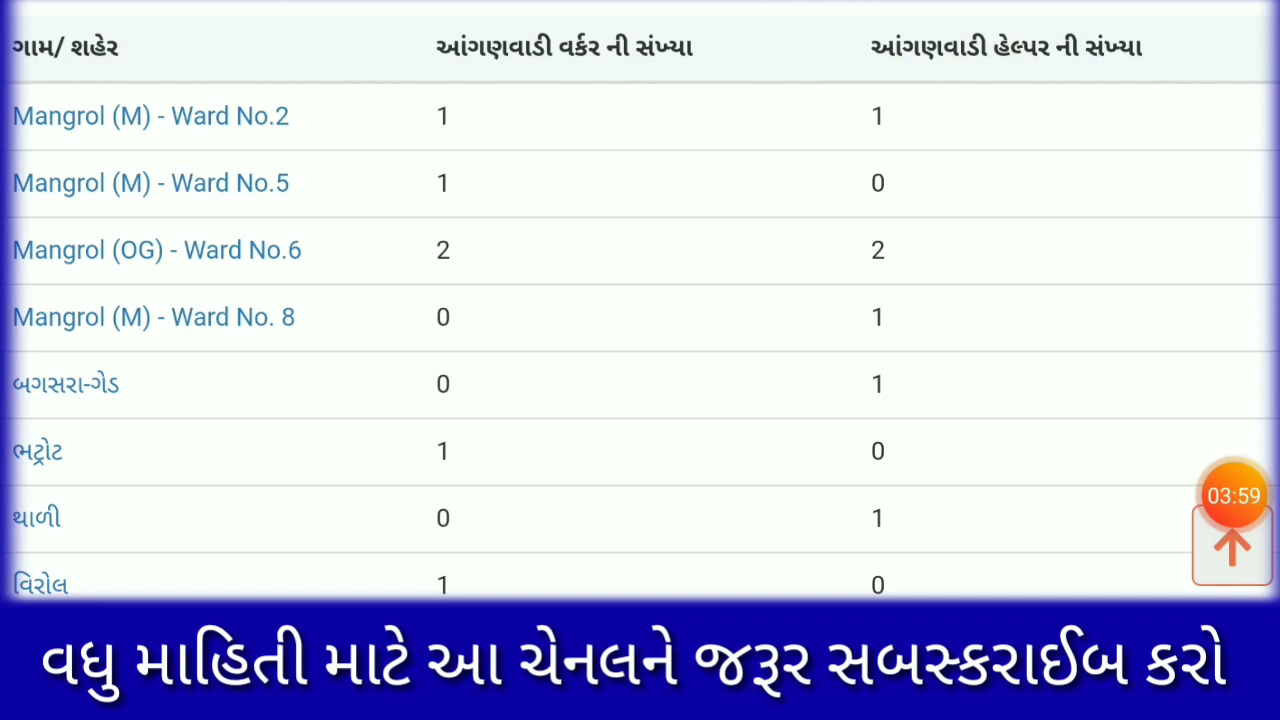 ગામ/ શહેર આંગણવાડી વર્કર ની સંખ્યા આંગણવાડી હેલ્પર ની સંખ્યા
Mangrol (M) - Ward No.2 1 1
Mangrol (M) - Ward No.5 1 0
Mangrol (OG) - Ward No.6 2 2
Mangrol (M) - Ward No. 8 0 1
બગસરા-ગેડ 0 1
ભટ્રોટ 1 0
થાળી 0 1
વિરોલ 1 0
03:59
વધુ માહિતી માટે આ ચેનલને જરૂર સબસ્કરાઈબ કરો